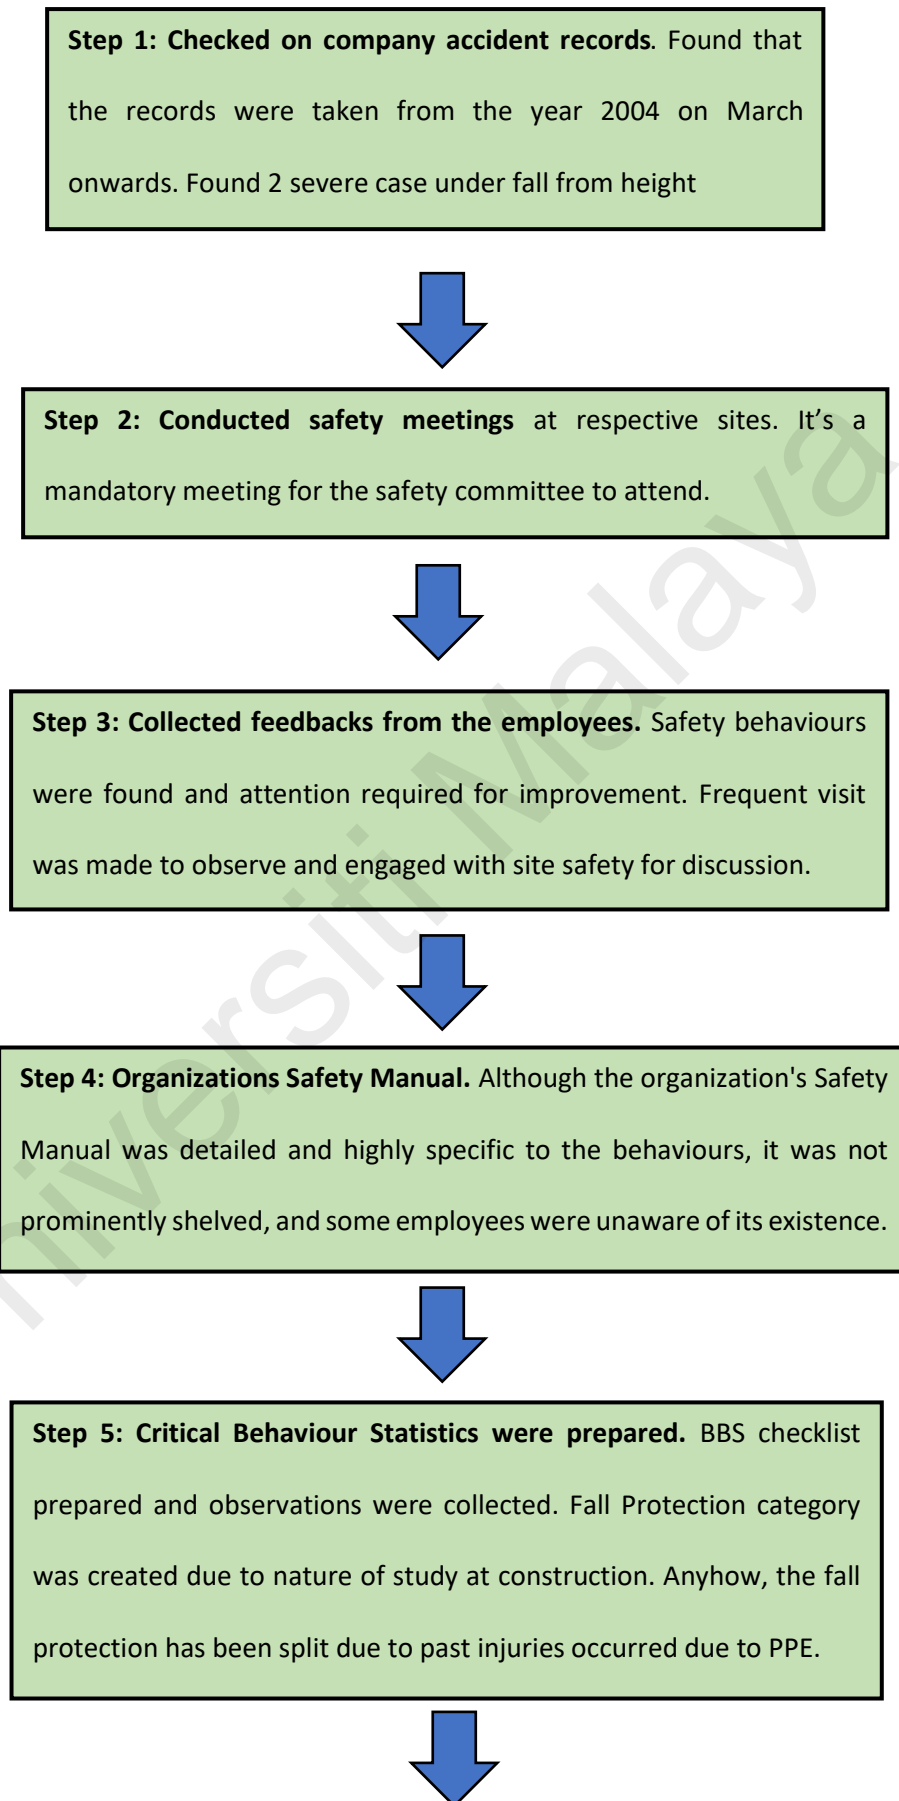 Step 1: Checked on company accident records. Found that
the records were taken from the year 2004 on March
onwards. Found 2 severe case under fall from height
Step 2: Conducted safety meetings at respective sites. It’s a
mandatory meeting for the safety committee to attend.
Step 3: Collected feedbacks from the employees. Safety behaviours
were found and attention required for improvement. Frequent visit
was made to observe and engaged with site safety for discussion.
Step 4: Organizations Safety Manual. Although the organization's Safety
Manual was detailed and highly specific to the behaviours, it was not
prominently shelved, and some employees were unaware of its existence.
Step 5: Critical Behaviour Statistics were prepared. BBS checklist
prepared and observations were collected. Fall Protection category
was created due to nature of study at construction. Anyhow, the fall
protection has been split due to past injuries occurred due to PPE.
niversiti Malaya